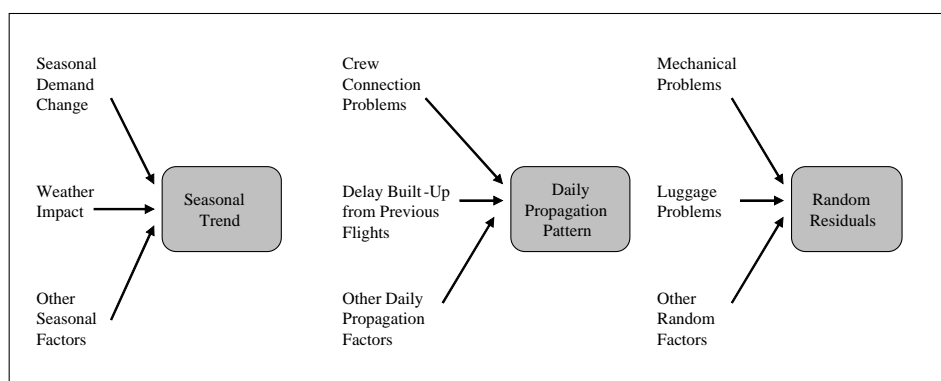 Seasonal
Demand
Change
Weather
Impact
Other
Seasonal
Factors
Seasonal
Trend
Crew
Connection
Problems
Delay Built-Up
from Previous
Flights
Other Daily
Propagation
Factors
Daily
Propagation
Pattern
Mechanical
Problems
Luggage
Problems
Other
Random Factors
Random
Residuals